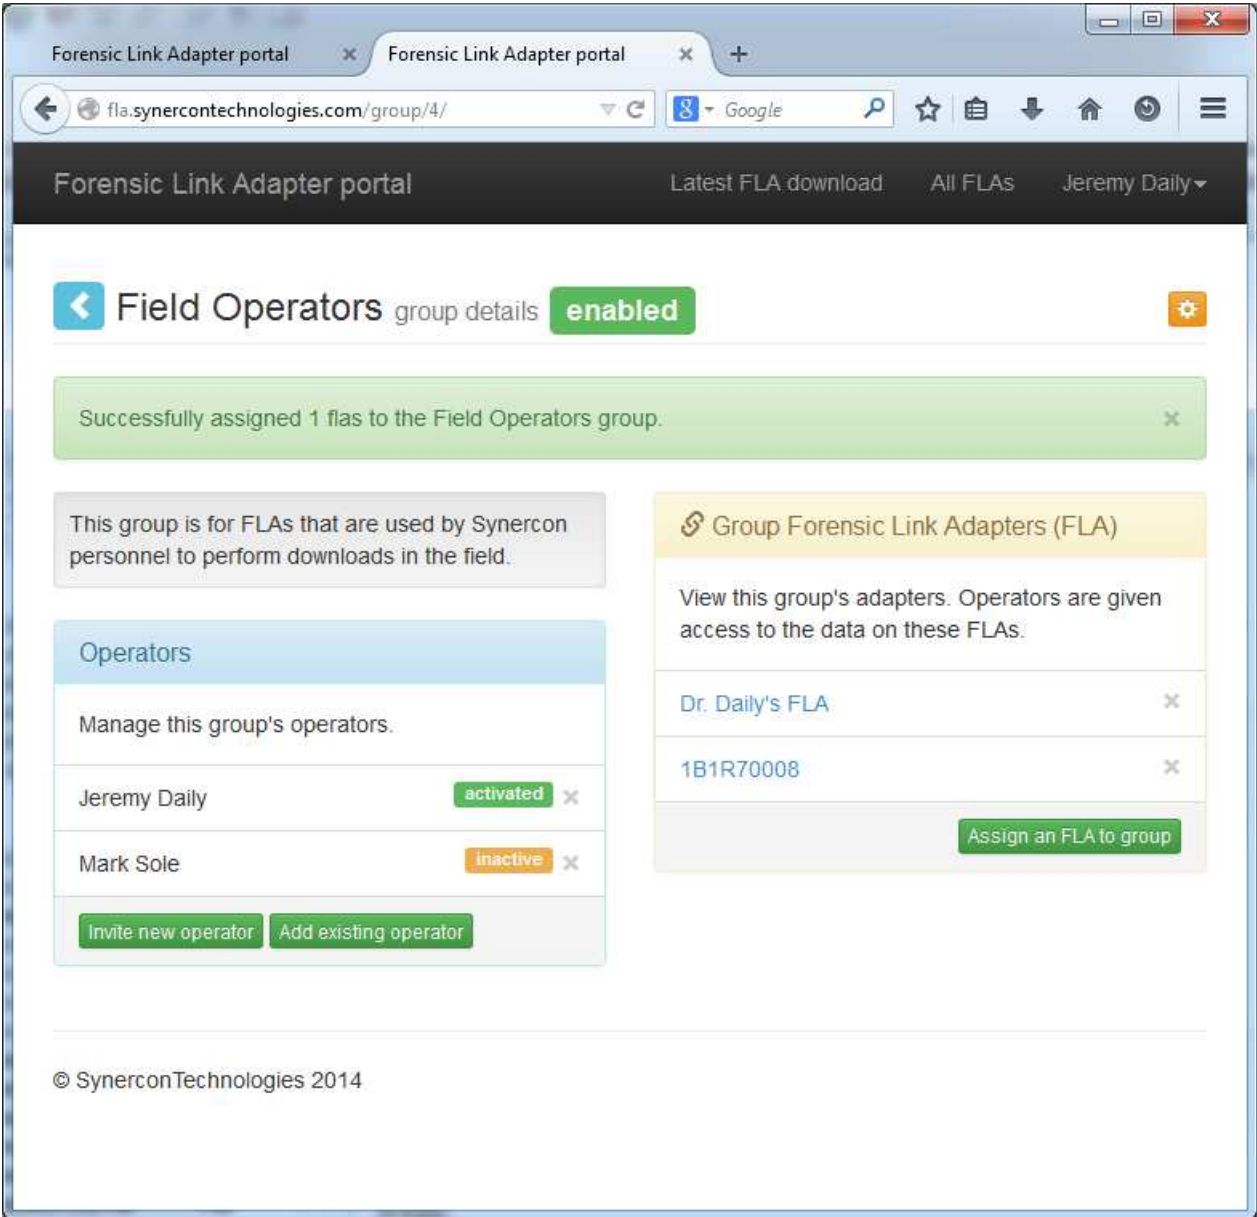 Forensic Link Adapter portal
Forensic Link Adapter portal
fla.synercontechnologies.com/group/4/
Google
Forensic Link Adapter portal
Latest FLA download
All FLAs
Jeremy Daily
Field Operators group details enabled
Successfully assigned 1 flas to the Field Operators group.
This group is for FLAs that are used by Synercon
personnel to perform downloads in the field.
Operators
Manage this group's operators.
Jeremy Daily activated
Mark Sole inactive
Invite new operator Add existing operator
Group Forensic Link Adapters (FLA)
View this group's adapters. Operators are given
access to the data on these FLAs.
Dr. Daily's FLA
1B1R70008
Assign an FLA to group
© SynerconTechnologies 2014